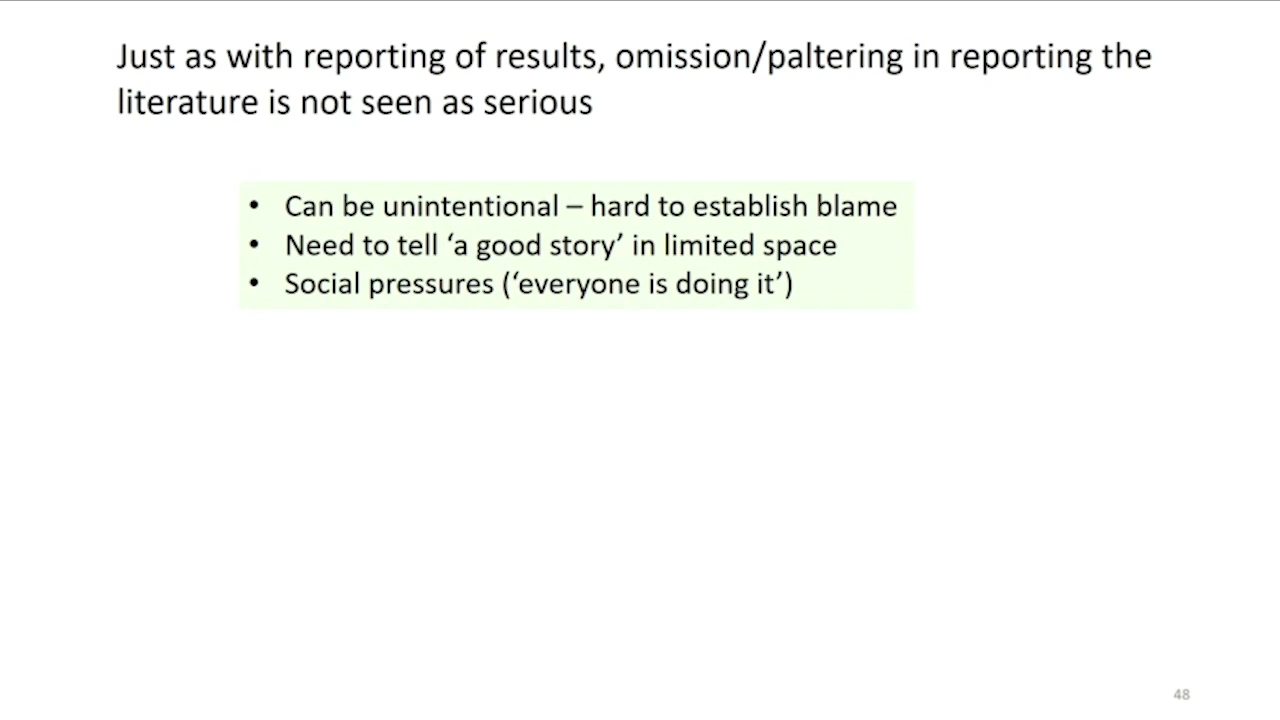 Just as with reporting of results, omission/paltering in reporting the
literature is not seen as serious
• Can be unintentional – hard to establish blame
• Need to tell ‘a good story’ in limited space
• Social pressures (‘everyone is doing it’)
48